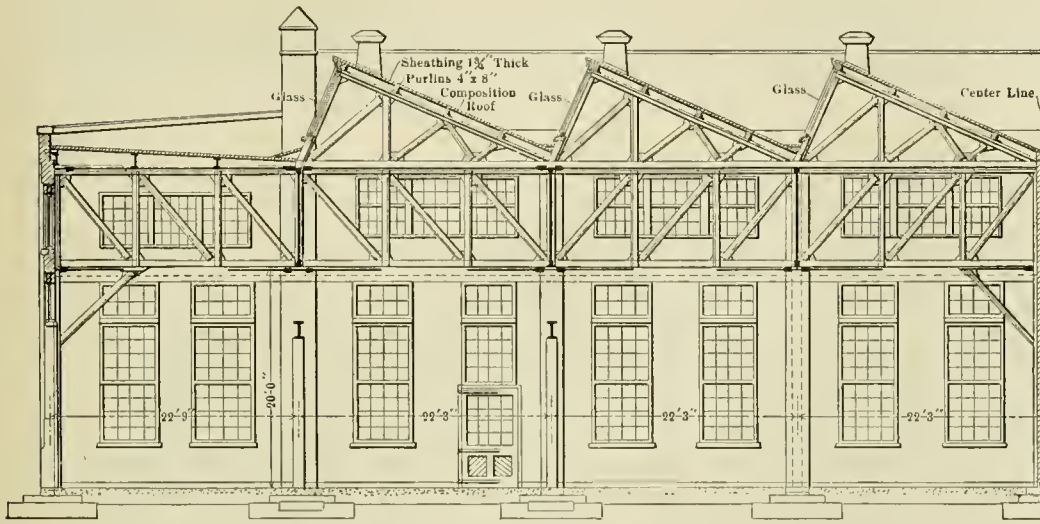 Sheathing 1¾" Thick
Purlins 4" x 8"
Composition
Roof
Glass
Glass
Glass
Center Line
20'-0"
22'9"
22'3"
22'3"
22'3"